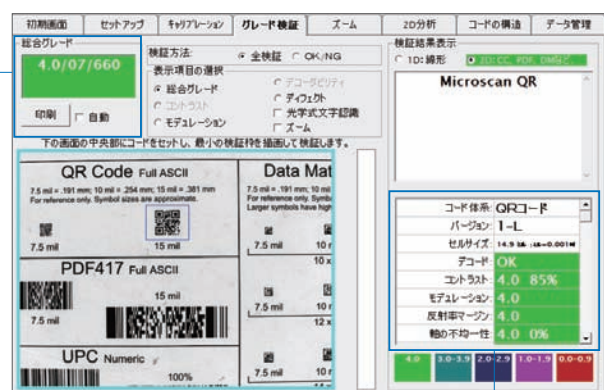 初期画面 セットアップ キャリブレーション グレード検証 ズーム 2D分析 コードの構造 データ管理
総合グレード
4.0/07/660
印刷 自動
検証方法: 全検証 OK/NG
表示項目の選択
総合グレード
コントラスト
モデュレーション
デコーダビリティ
ディフェクト
光学式文字認識
ズーム
検証結果表示
1D: 線形 2D: CC, PDF, DMなど
Microscan QR
下の画面の中央部にコードをセットし、最小の検証枠を描画して検証します。
QR Code Full ASCII
7.5 mil = .191 mm; 10 mil = .254 mm; 15 mil = .381 mm
For reference only. Symbol sizes are approximate.
7.5 mil 15 mil
PDF417 Full ASCII
15 mil
7.5 mil
UPC Numeric
100%
Data Mat
7.5 mil = .191 mm; 10 mil
For reference only. Symb
Larger symbols have high
7.5 mil 10 r
10 x
7.5 mil 10 r
12 x
7.5 mil 10 r
コード体系: QRコード
バージョン: 1-L
セルサイズ: 14.9
デコード OK
コントラスト: 4.0 85%
モデュレーション: 4.0
反射率マージン: 4.0
軸の不均一性: 4.0 0%
4.0 3.0-3.9 2.0-2.9 1.0-1.9 0.0-0.9